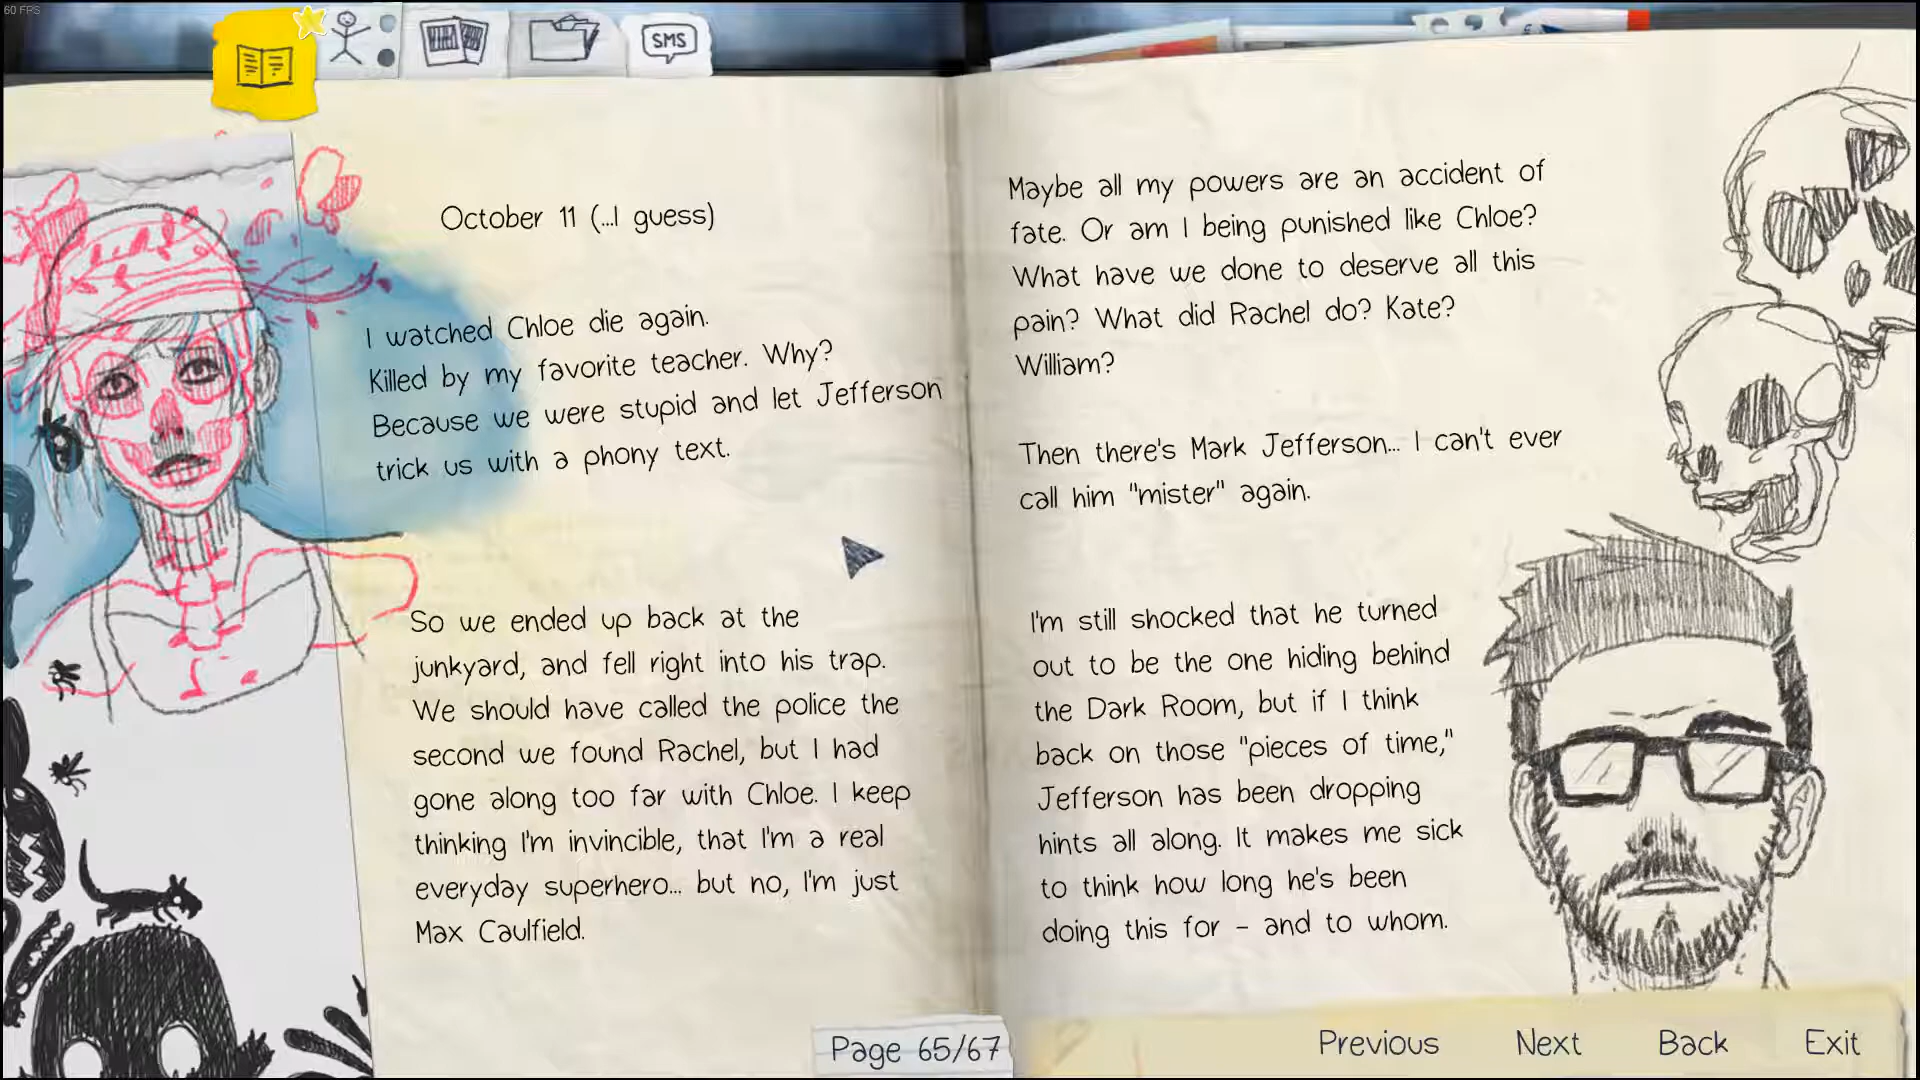 60 FPS
SMS
October 11 (...I guess)
I watched Chloe die again.
Killed by my favorite teacher. Why?
Because we were stupid and let Jefferson
trick us with a phony text.
So we ended up back at the
junkyard, and fell right into his trap.
We should have called the police the
second we found Rachel, but I had
gone along too far with Chloe. I keep
thinking I'm invincible, that I'm a real
everyday superhero... but no, I'm just
Max Caulfield.
Maybe all my powers are an accident of
fate. Or am I being punished like Chloe?
What have we done to deserve all this
pain? What did Rachel do? Kate?
William?
Then there's Mark Jefferson... I can't ever
call him "mister" again.
I'm still shocked that he turned
out to be the one hiding behind
the Dark Room, but if I think
back on those "pieces of time,"
Jefferson has been dropping
hints all along. It makes me sick
to think how long he's been
doing this for – and to whom.
Page 65/67
Previous Next Back Exit